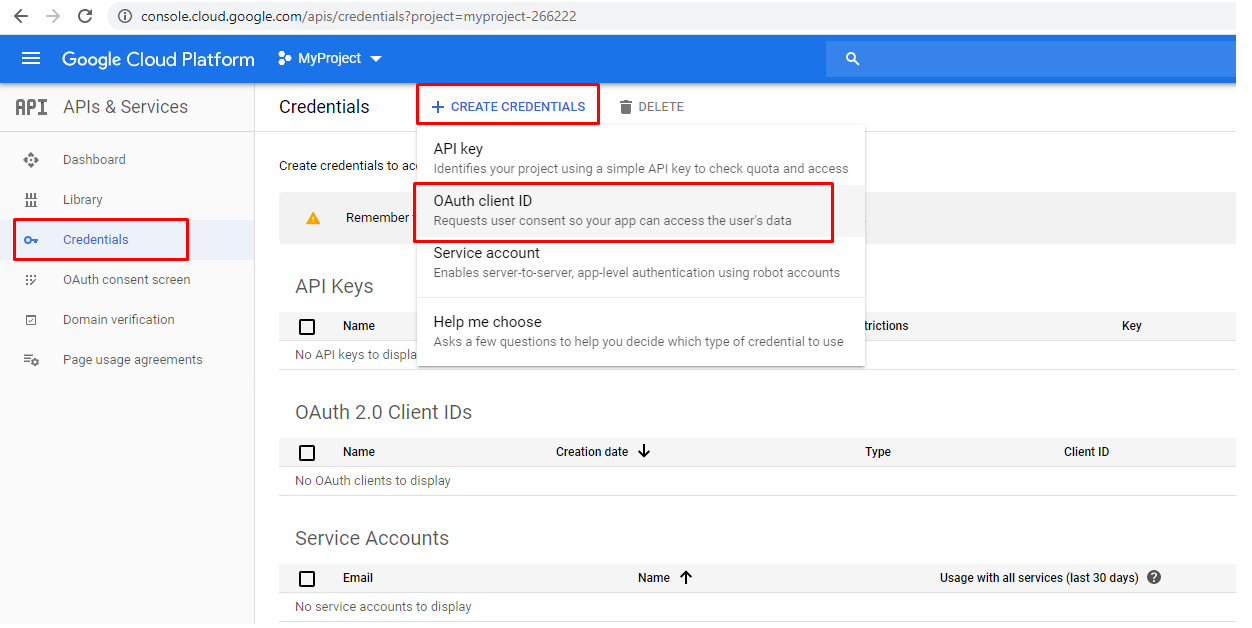 console.cloud.google.com/apis/credentials?project=myproject-266222
Google Cloud Platform MyProject
API APIs & Services
Credentials + CREATE CREDENTIALS DELETE
Dashboard
Library
Credentials
OAuth consent screen
Domain verification
Page usage agreements
Create credentials to
Remember
API key
Identifies your project using a simple API key to check quota and access
OAuth client ID
Requests user consent so your app can access the user's data
Service account
Enables server-to-server, app-level authentication using robot accounts
Help me choose
Asks a few questions to help you decide which type of credential to use
API Keys
Name trictions Key
No API keys to displa
OAuth 2.0 Client IDs
Name Creation date Type Client ID
No OAuth clients to display
Service Accounts
Email Name Usage with all services (last 30 days) ?
No service accounts to display